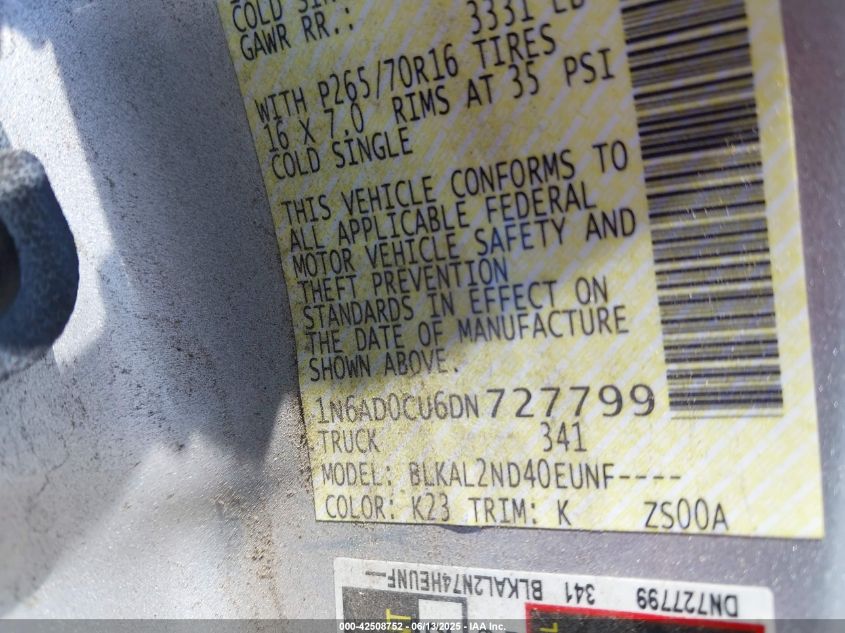 COLD SIN
GAWR RR.: 3331 LB
WITH P265/70R16 TIRES
16 X 7.0 RIMS AT 35 PSI
COLD SINGLE
THIS VEHICLE CONFORMS TO
ALL APPLICABLE FEDERAL
MOTOR VEHICLE SAFETY AND
THEFT PREVENTION
STANDARDS IN EFFECT ON
THE DATE OF MANUFACTURE
SHOWN ABOVE.
1N6AD0CU6DN727799
TRUCK 341
MODEL: BLKAL2ND40EUNF----
COLOR: K23 TRIM: K ZS00A
DN727799 341 BLKAL2N74HEUNF—
000-42508752 - 06/13/2025 - IAA Inc.